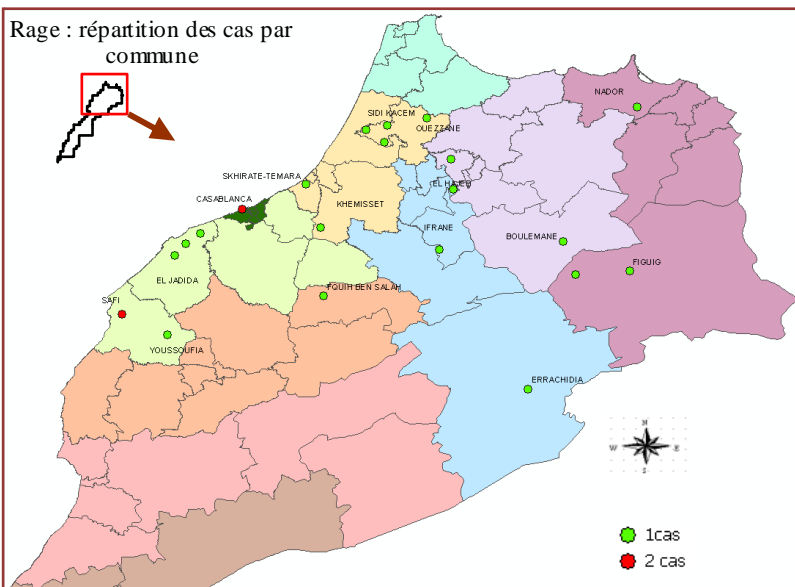 Rage : répartition des cas par
commune
NADOR
SIDI KACEM
OUEZZANE
SKHIRATE-TEMARA
EL HAJEB
CASABLANCA
KHEMISSET
IFRANE
BOULEMANE
FIGUIG
EL JADIDA
FQUIH BEN SALAH
SAFI
YOUSSOUFIA
ERRACHIDIA
N
W E
S
1cas
2 cas